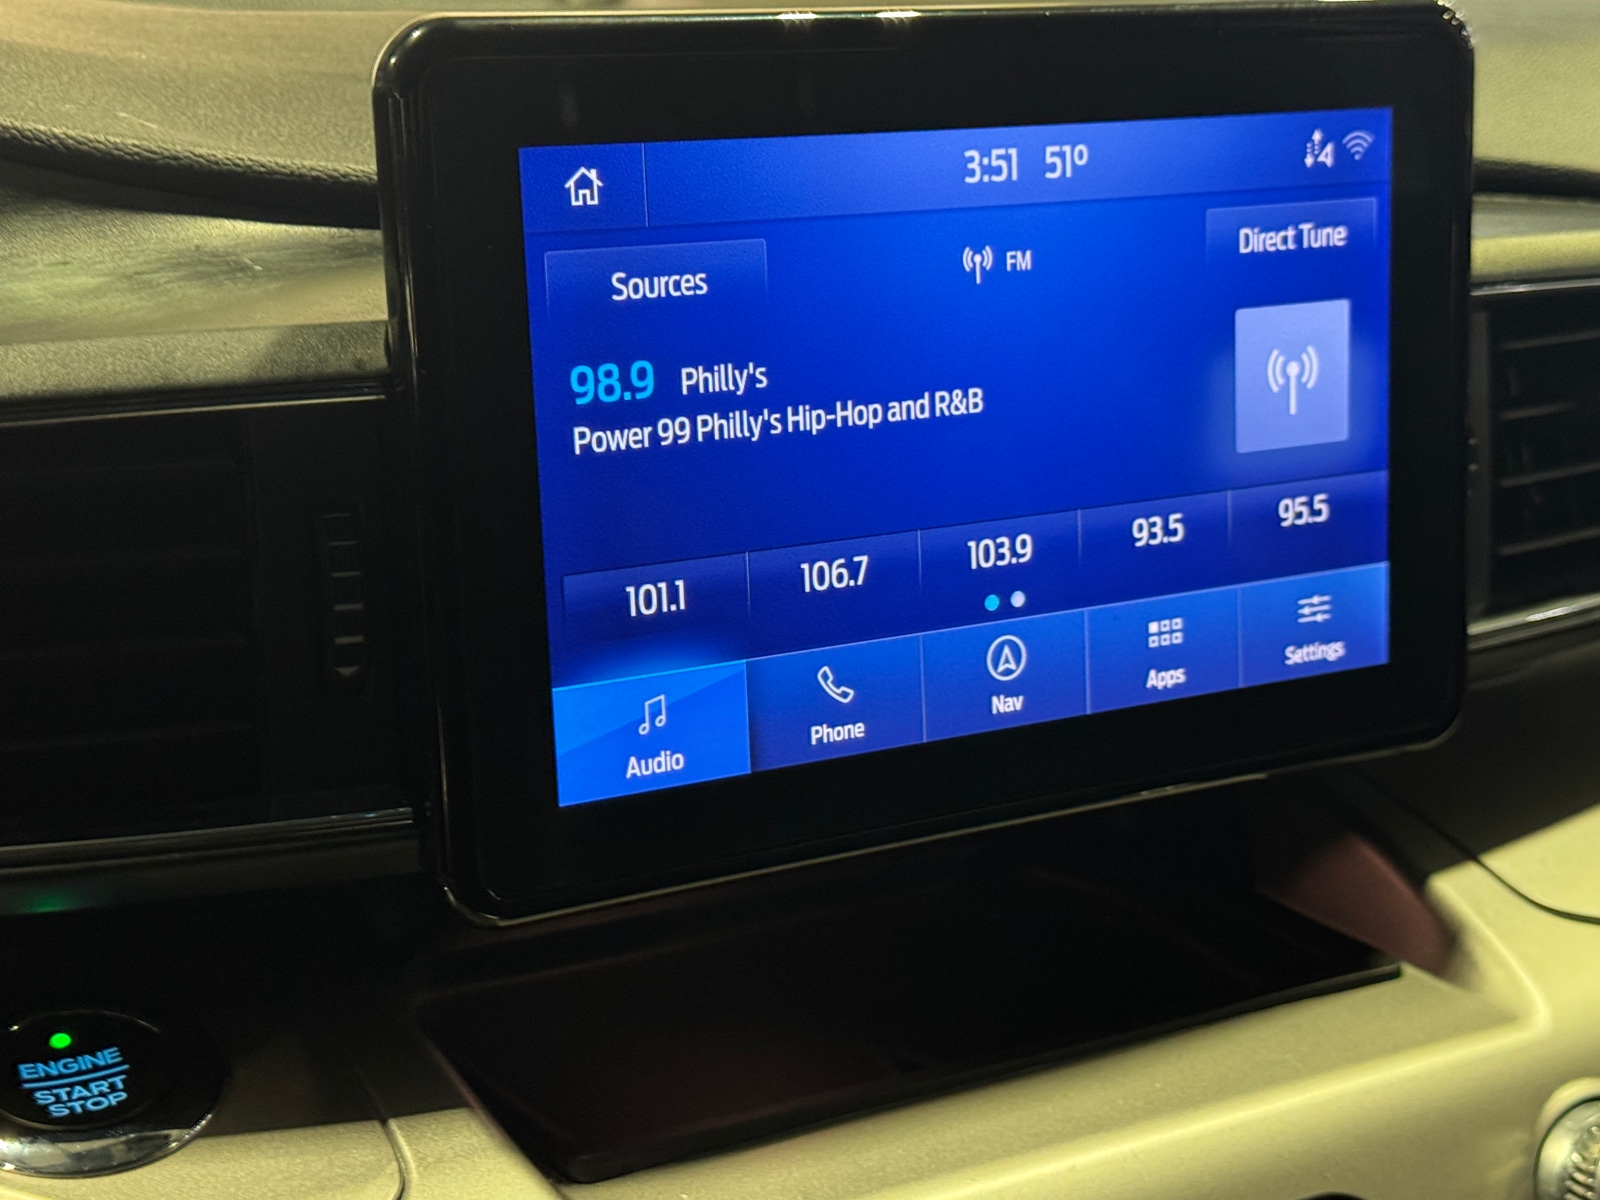 3:51 51°
Sources
FM
Direct Tune
98.9 Philly's
Power 99 Philly's Hip-Hop and R&B
101.1
106.7
103.9
93.5
95.5
Audio
Phone
Nav
Apps
Settings
ENGINE
START
STOP